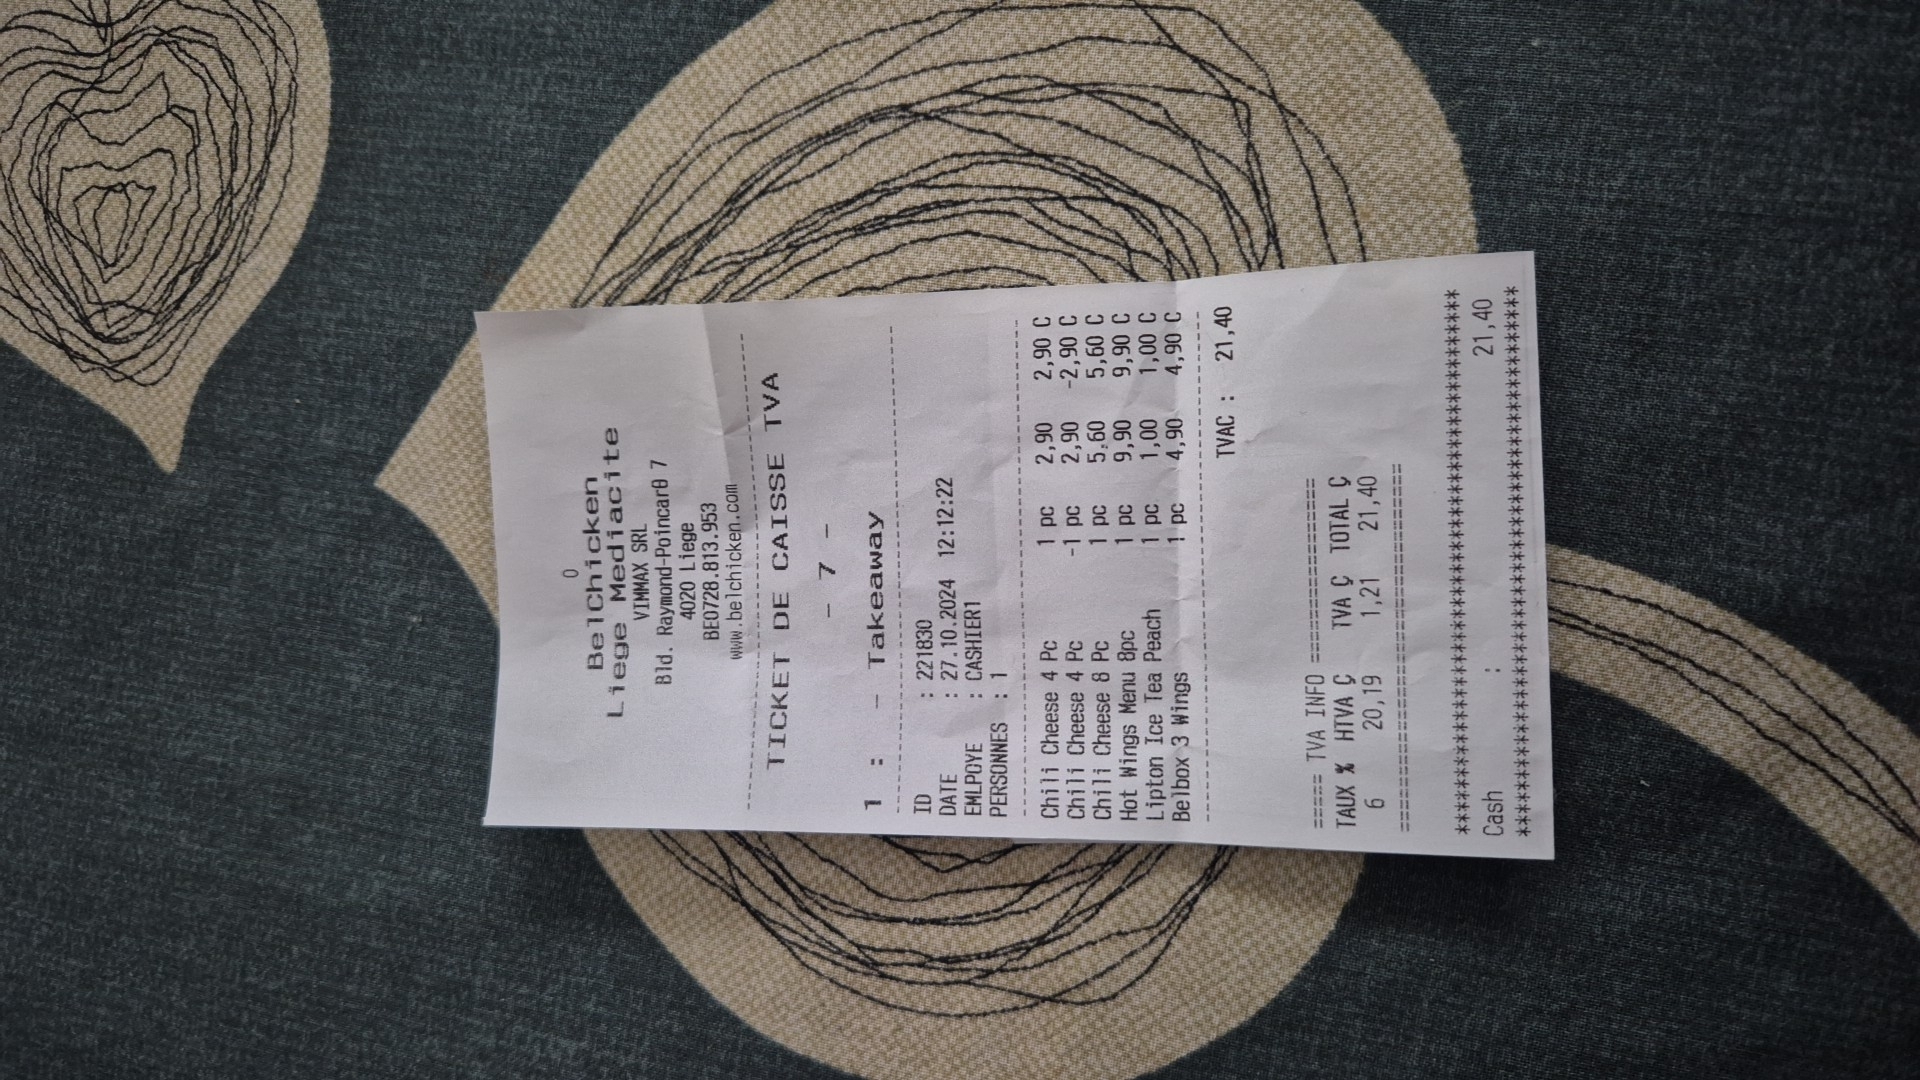 0
BelChicken
Liege Mediacite
VIMMAX SRL
Bld. Raymond-Poincar0 7
4020 Liege
BE0728.813.953
www.belchicken.com
--------------------------------
TICKET DE CAISSE TVA
- 7 -
1 : - Takeaway
--------------------------------
ID : 221830
DATE : 27.10.2024 12:12:22
EMLPOYE : CASHIER1
PERSONNES : 1
--------------------------------
Chili Cheese 4 Pc 1 pc 2,90 2,90 C
Chili Cheese 4 Pc -1 pc 2,90 -2,90 C
Chili Cheese 8 Pc 1 pc 5,60 5,60 C
Hot Wings Menu 8pc 1 pc 9,90 9,90 C
Lipton Ice Tea Peach 1 pc 1,00 1,00 C
Belbox 3 Wings 1 pc 4,90 4,90 C
--------------------------------
TVAC : 21,40
===== TVA INFO =====================
TAUX % HTVA Ç TVA Ç TOTAL Ç
6 20,19 1,21 21,40
====================================
******************************************
Cash : 21,40
******************************************